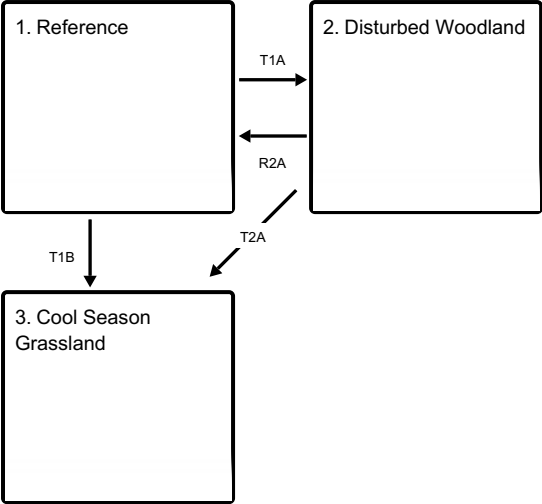 1. Reference
2. Disturbed Woodland
T1A
R2A
T1B
T2A
3. Cool Season
Grassland